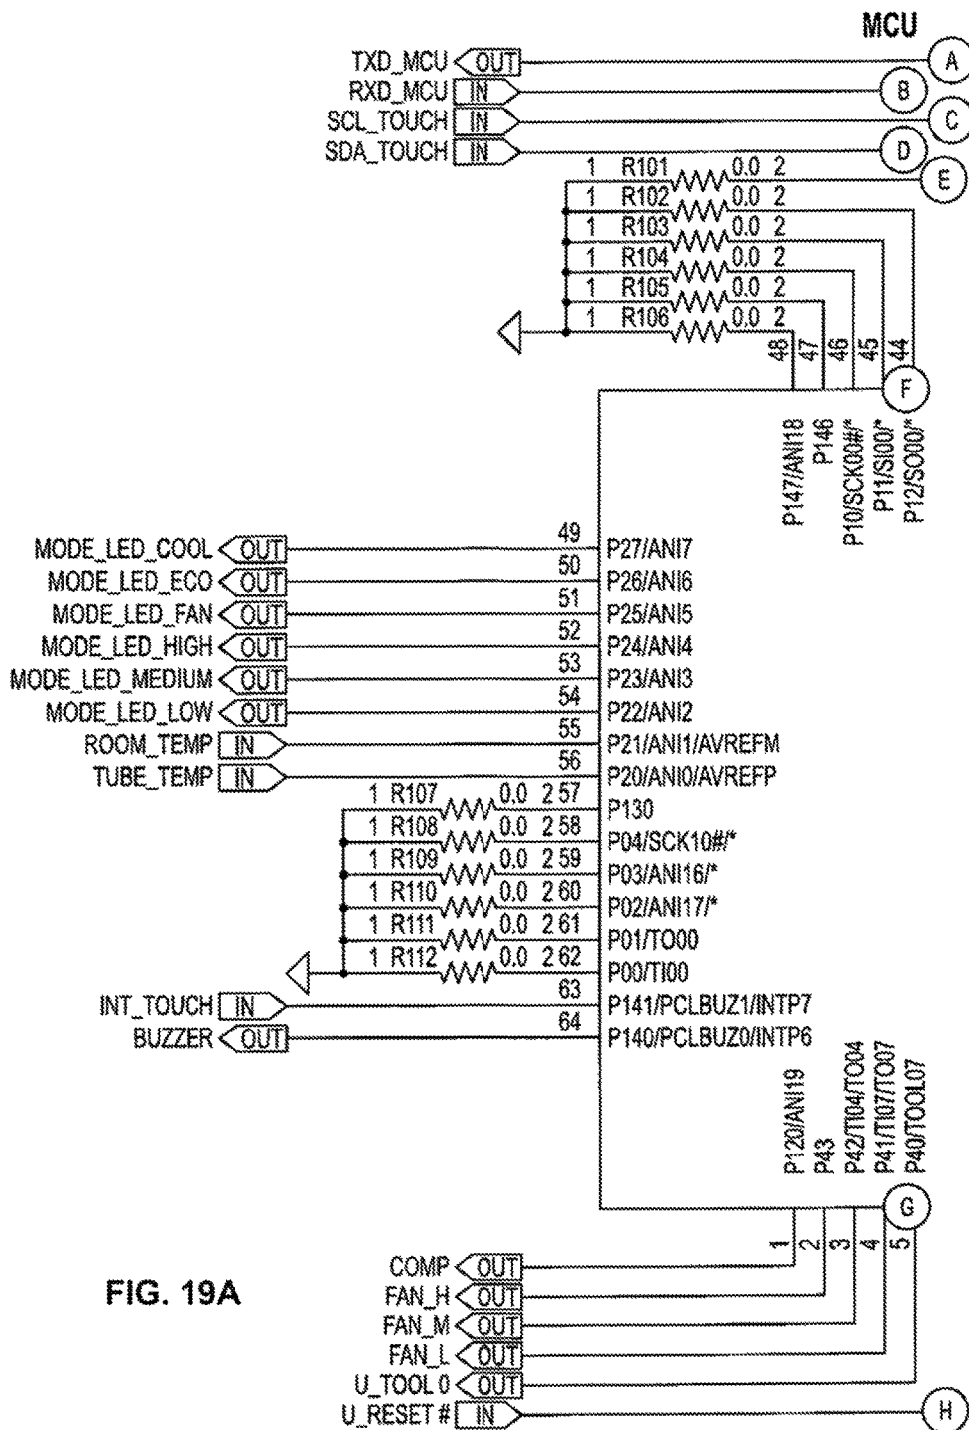 MCU
TXD_MCU OUT A
RXD_MCU IN B
SCL_TOUCH IN C
SDA_TOUCH IN D
1 R101 0.0 2 E
1 R102 0.0 2
1 R103 0.0 2
1 R104 0.0 2
1 R105 0.0 2
1 R106 0.0 2
48 47 46 45 44
F
P147/ANI18
P146
P10/SCK00#/*
P11/SI00/*
P12/SO00/*
MODE_LED_COOL OUT 49 P27/ANI7
MODE_LED_ECO OUT 50 P26/ANI6
MODE_LED_FAN OUT 51 P25/ANI5
MODE_LED_HIGH OUT 52 P24/ANI4
MODE_LED_MEDIUM OUT 53 P23/ANI3
MODE_LED_LOW OUT 54 P22/ANI2
ROOM_TEMP IN 55 P21/ANI1/AVREFM
TUBE_TEMP IN 56 P20/ANI0/AVREFP
1 R107 0.0 2 57 P130
1 R108 0.0 2 58 P04/SCK10#/*
1 R109 0.0 2 59 P03/ANI16/*
1 R110 0.0 2 60 P02/ANI17/*
1 R111 0.0 2 61 P01/TO00
1 R112 0.0 2 62 P00/TI00
INT_TOUCH IN 63 P141/PCLBUZ1/INTP7
BUZZER OUT 64 P140/PCLBUZ0/INTP6
P120/ANI19
P43
P42/TI04/TO04
P41/TI07/TO07
P40/TOOL07
G
1 2 3 4 5
COMP OUT
FAN_H OUT
FAN_M OUT
FAN_L OUT
U_TOOL 0 OUT
U_RESET # IN H
FIG. 19A